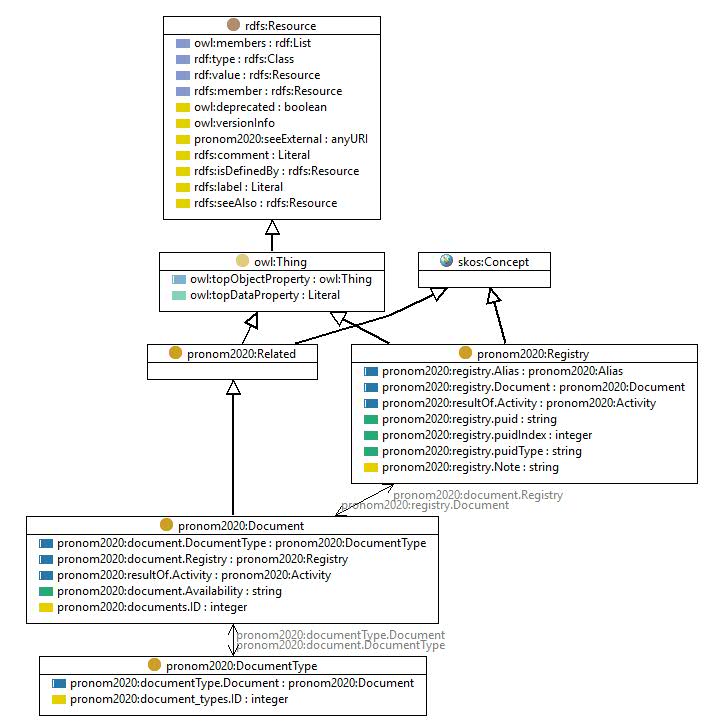 rdfs:Resource
owl:members : rdf:List
rdf:type : rdfs:Class
rdf:value : rdfs:Resource
rdfs:member : rdfs:Resource
owl:deprecated : boolean
owl:versionInfo
pronom2020:seeExternal : anyURI
rdfs:comment : Literal
rdfs:isDefinedBy : rdfs:Resource
rdfs:label : Literal
rdfs:seeAlso : rdfs:Resource
owl:Thing
owl:topObjectProperty : owl:Thing
owl:topDataProperty : Literal
skos:Concept
pronom2020:Related
pronom2020:Registry
pronom2020:registry.Alias : pronom2020:Alias
pronom2020:registry.Document : pronom2020:Document
pronom2020:resultOf.Activity : pronom2020:Activity
pronom2020:registry.puid : string
pronom2020:registry.puidIndex : integer
pronom2020:registry.puidType : string
pronom2020:registry.Note : string
pronom2020:document.Registry
pronom2020:registry.Document
pronom2020:Document
pronom2020:document.DocumentType : pronom2020:DocumentType
pronom2020:document.Registry : pronom2020:Registry
pronom2020:resultOf.Activity : pronom2020:Activity
pronom2020:document.Availability : string
pronom2020:documents.ID : integer
pronom2020:documentType.Document
pronom2020:document.DocumentType
pronom2020:DocumentType
pronom2020:documentType.Document : pronom2020:Document
pronom2020:document_types.ID : integer